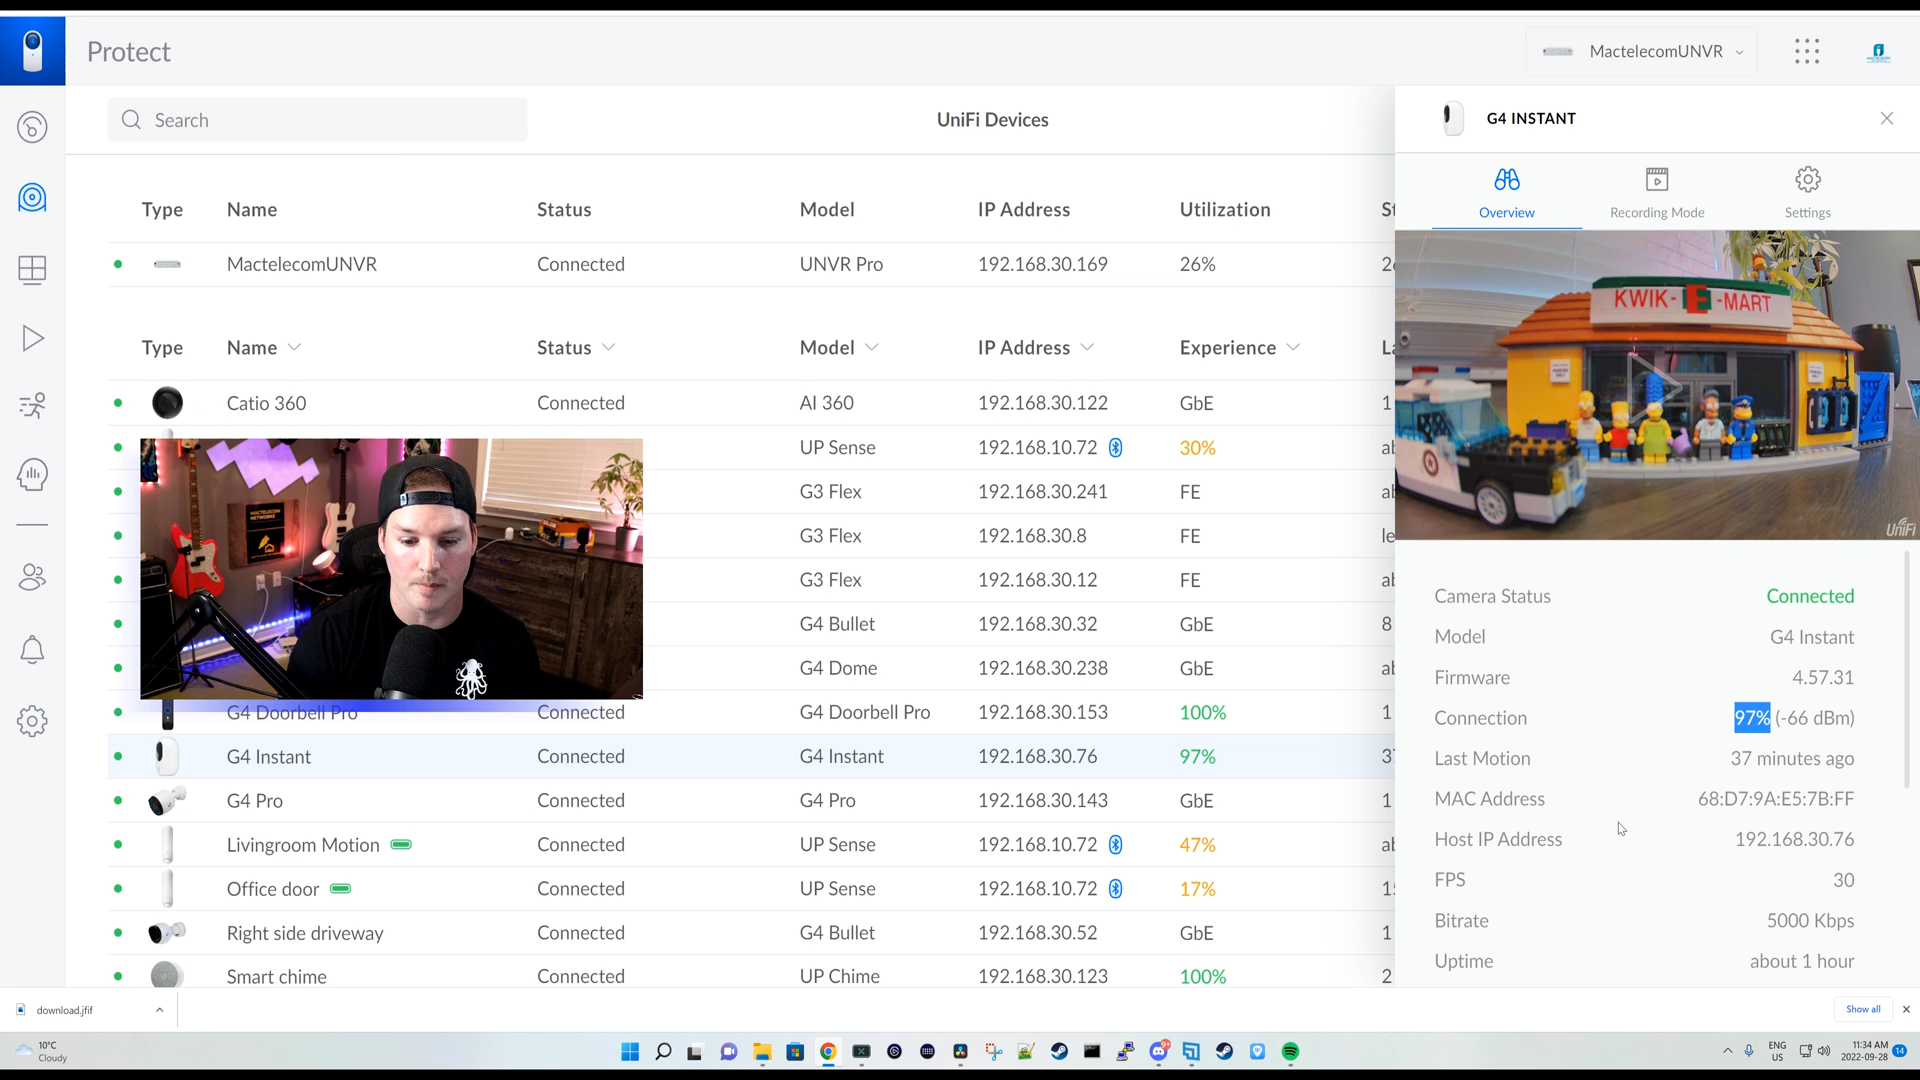 Protect
MactelecomUNVR
Search
UniFi Devices
G4 INSTANT
Overview
Recording Mode
Settings
Type Name Status Model IP Address Utilization
MactelecomUNVR Connected UNVR Pro 192.168.30.169 26%
Type Name Status Model IP Address Experience
Catio 360 Connected AI 360 192.168.30.122 GbE 1
UP Sense 192.168.10.72 30%
G3 Flex 192.168.30.241 FE
G3 Flex 192.168.30.8 FE
G3 Flex 192.168.30.12 FE
G4 Bullet 192.168.30.32 GbE 8
G4 Dome 192.168.30.238 GbE
G4 Doorbell Pro Connected G4 Doorbell Pro 192.168.30.153 100% 1
G4 Instant Connected G4 Instant 192.168.30.76 97%
G4 Pro Connected G4 Pro 192.168.30.143 GbE 1
Livingroom Motion Connected UP Sense 192.168.10.72 47%
Office door Connected UP Sense 192.168.10.72 17%
Right side driveway Connected G4 Bullet 192.168.30.52 GbE 1
Smart chime Connected UP Chime 192.168.30.123 100% 2
MACTELECOM
NETWORKS
KWIK-E-MART
UniFi
Camera Status Connected
Model G4 Instant
Firmware 4.57.31
Connection 97% (-66 dBm)
Last Motion 37 minutes ago
MAC Address 68:D7:9A:E5:7B:FF
Host IP Address 192.168.30.76
FPS 30
Bitrate 5000 Kbps
Uptime about 1 hour
download.jfif
Show all
10°C
Cloudy
ENG
US
11:34 AM
2022-09-28
14